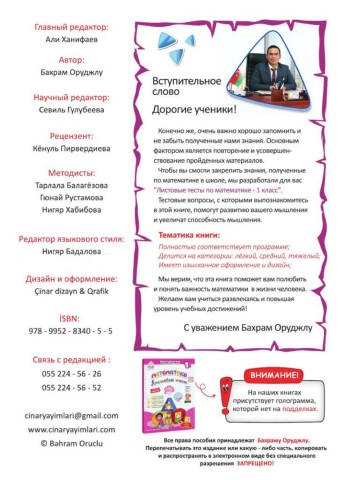 Главный редактор:
Али Ханифаев
Автор:
Бахрам Оруджлу
Научный редактор:
Севиль Гулубеева
Рецензент:
Кёнуль Пирвердиева
Методисты:
Тарлала Балагёзова
Гюнай Рустамова
Нигяр Хабибова
Редактор языкового стиля:
Нигяр Бадалова
Дизайн и оформление:
Çinar dizayn & Qrafik
İSBN:
978 - 9952 - 8340 - 5 - 5
Связь с редакцией :
055 224 - 56 - 26
055 224 - 56 - 52
cinaryayimlari@gmail.com
www.cinaryayimlari.com
© Bəhram Oruclu
Вступительное
слово
Дорогие ученики!
Конечно же, очень важно хорошо запомнить и
не забыть полученные нами знания. Основным
фактором является повторение и усовершен-
ствование пройденных материалов.
Чтобы вы смогли закрепить знания, полученные
по математике в школе, мы разработали для вас
"Листовые тесты по математике - 1 класс".
Тестовые вопросы, с которыми выпознакомитесь
в этой книге, помогут развитию вашего мышления
и увеличат способность мышления.
Тематика книги:
Полностью соответствует программе;
Делится на категории: лёгкий, средний, тяжелый;
Имеет изысканное оформление и дизайн;
Мы верим, что эта книга поможет вам полюбить
и понять важность математики в жизни человека.
Желаем вам учиться развлекаясь и повышая
уровень учебных достижений!
С уважением Бахрам Оруджлу
МАТЕМАТИКА
1
ВНИМАНИЕ!
На наших книгах
присутствует голограмма,
которой нет на подделках.
Все права пособия принадлежат Бахраму Оруджлу.
Перепечатывать это издание или какую - либо часть, копировать
и распространять в электроном виде без специального
разрешения ЗАПРЕЩЕНО!